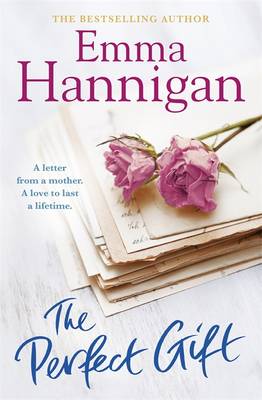 THE BESTSELLING AUTHOR
Emma
Hannigan
A letter
from a mother.
A love to last
a lifetime.
The
Perfect Gift